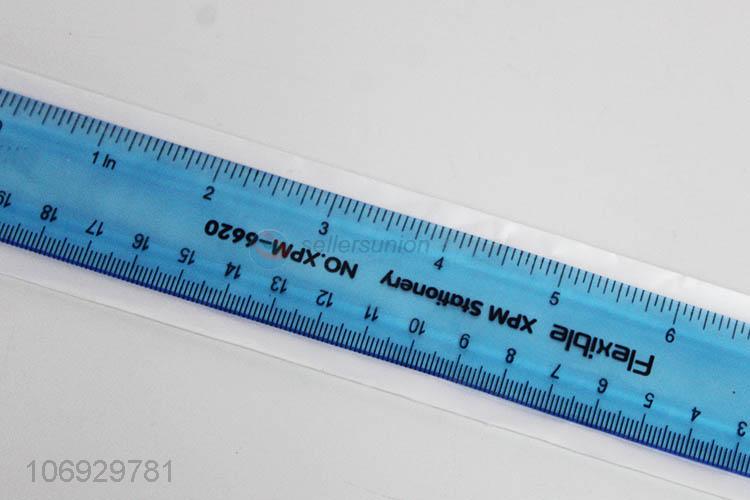 1 In 2 3 4 5 6
Flexible XPM Stationery NO.XPM-6620
sellersunion
3 4 5 6 7 8 9 10 11 12 13 14 15 16 17 18 19
106929781